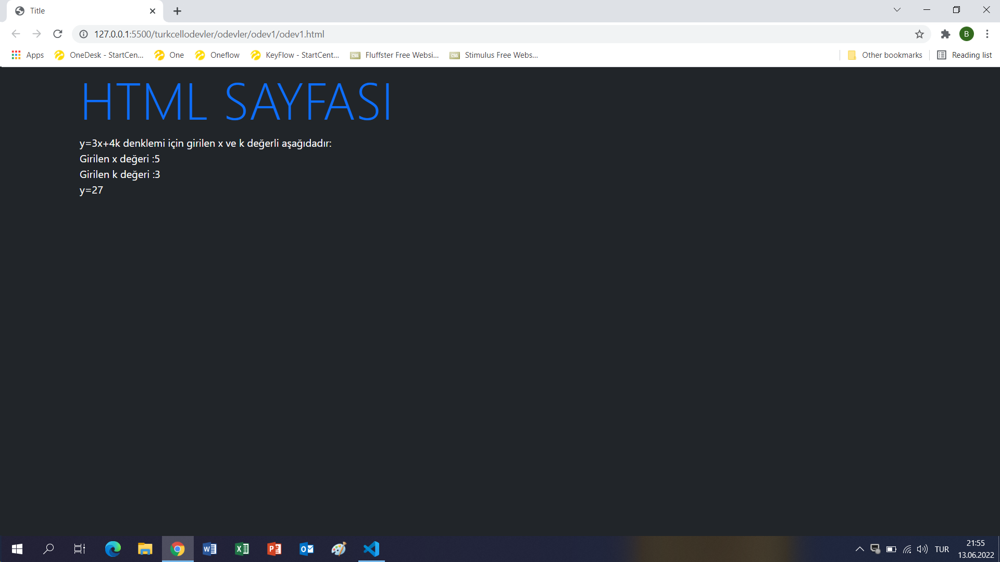 Title
127.0.0.1:5500/turkcellodevler/odevler/odev1/odev1.html
B
Apps
OneDesk - StartCen...
One
Oneflow
KeyFlow - StartCent...
CSS
Fluffster Free Websi...
CSS
Stimulus Free Webs...
Other bookmarks
Reading list
HTML SAYFASI
y=3x+4k denklemi için girilen x ve k değerli aşağıdadır:
Girilen x değeri :5
Girilen k değeri :3
y=27
TUR
21:55
13.06.2022